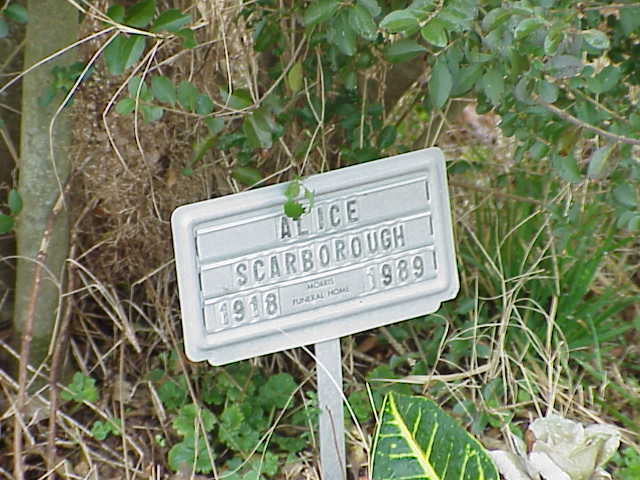 ALICE
SCARBOROUGH
1918 MORRIS FUNERAL HOME 1989